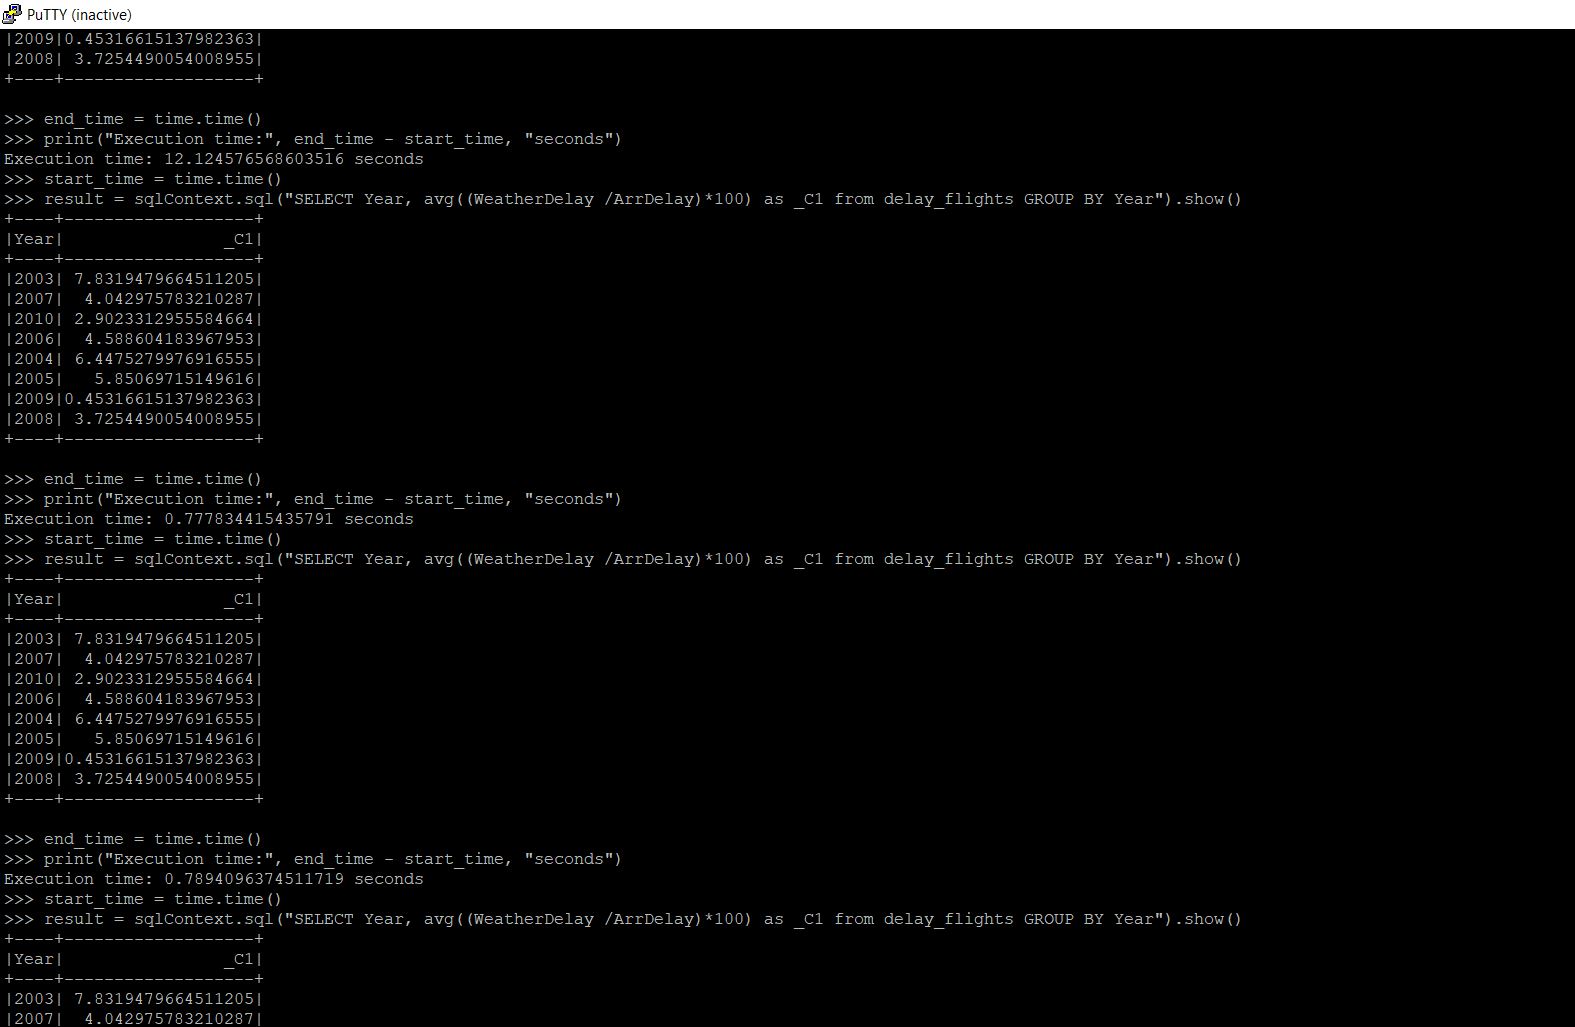 PuTTY (inactive)
|2009|0.45316615137982363|
|2008| 3.7254490054008955|
+----+-------------------+
>>> end_time = time.time()
>>> print("Execution time:", end_time - start_time, "seconds")
Execution time: 12.124576568603516 seconds
>>> start_time = time.time()
>>> result = sqlContext.sql("SELECT Year, avg((WeatherDelay /ArrDelay)*100) as _C1 from delay_flights GROUP BY Year").show()
+----+-------------------+
|Year|                _C1|
+----+-------------------+
|2003| 7.8319479664511205|
|2007|  4.042975783210287|
|2010| 2.9023312955584664|
|2006|  4.588604183967953|
|2004| 6.4475279976916555|
|2005|   5.85069715149616|
|2009|0.45316615137982363|
|2008| 3.7254490054008955|
+----+-------------------+
>>> end_time = time.time()
>>> print("Execution time:", end_time - start_time, "seconds")
Execution time: 0.777834415435791 seconds
>>> start_time = time.time()
>>> result = sqlContext.sql("SELECT Year, avg((WeatherDelay /ArrDelay)*100) as _C1 from delay_flights GROUP BY Year").show()
+----+-------------------+
|Year|                _C1|
+----+-------------------+
|2003| 7.8319479664511205|
|2007|  4.042975783210287|
|2010| 2.9023312955584664|
|2006|  4.588604183967953|
|2004| 6.4475279976916555|
|2005|   5.85069715149616|
|2009|0.45316615137982363|
|2008| 3.7254490054008955|
+----+-------------------+
>>> end_time = time.time()
>>> print("Execution time:", end_time - start_time, "seconds")
Execution time: 0.7894096374511719 seconds
>>> start_time = time.time()
>>> result = sqlContext.sql("SELECT Year, avg((WeatherDelay /ArrDelay)*100) as _C1 from delay_flights GROUP BY Year").show()
+----+-------------------+
|Year|                _C1|
+----+-------------------+
|2003| 7.8319479664511205|
|2007|  4.042975783210287|